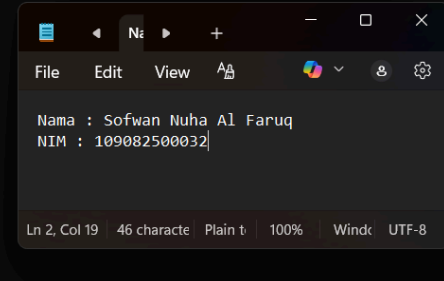 Na
File Edit View
Nama : Sofwan Nuha Al Faruq
NIM : 109082500032
Ln 2, Col 19 46 characte Plain t 100% Windo UTF-8